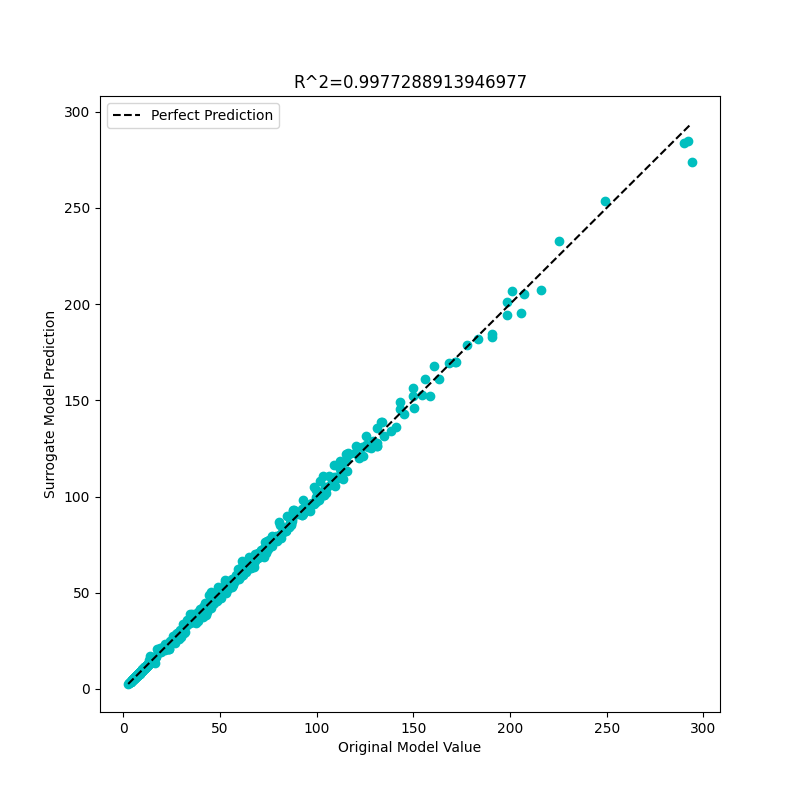 R^2=0.9977288913946977
Perfect Prediction
300
250
200
150
100
50
0
Surrogate Model Prediction
0 50 100 150 200 250 300
Original Model Value